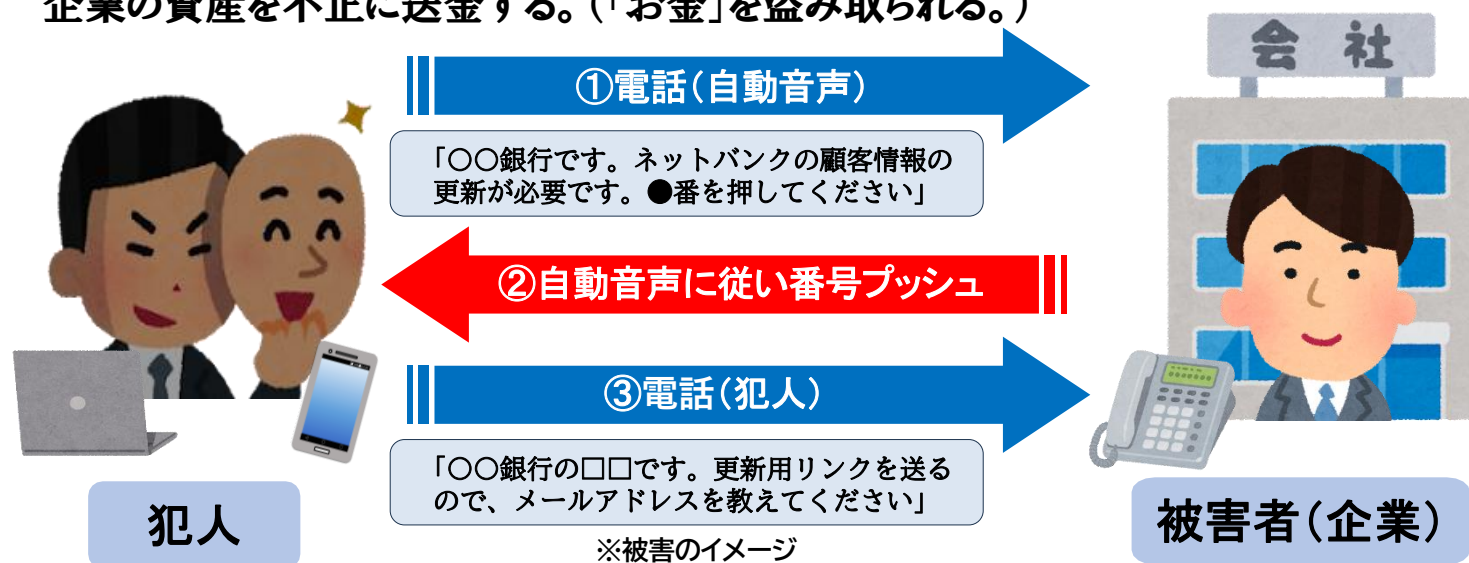 企業の資産を不正に送金する。(「お金」を盗み取られる。)
会社
①電話(自動音声)
「○○銀行です。ネットバンクの顧客情報の
更新が必要です。●番を押してください」
②自動音声に従い番号プッシュ
③電話(犯人)
「○○銀行の□□です。更新用リンクを送る
ので、メールアドレスを教えてください」
犯人
被害者(企業)
※被害のイメージ